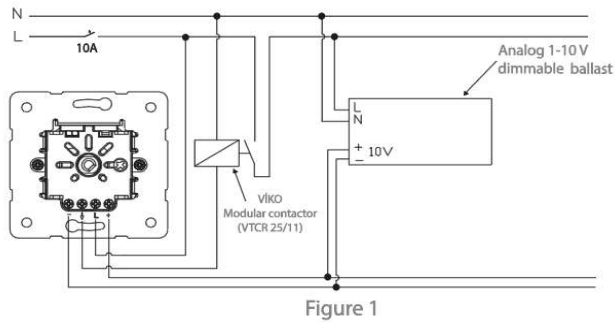 N
L
10A
Analog 1-10 V
dimmable ballast
L
N
+
10V
−
VİKO
Modular contactor
(VTCR 25/11)
L
+
Figure 1